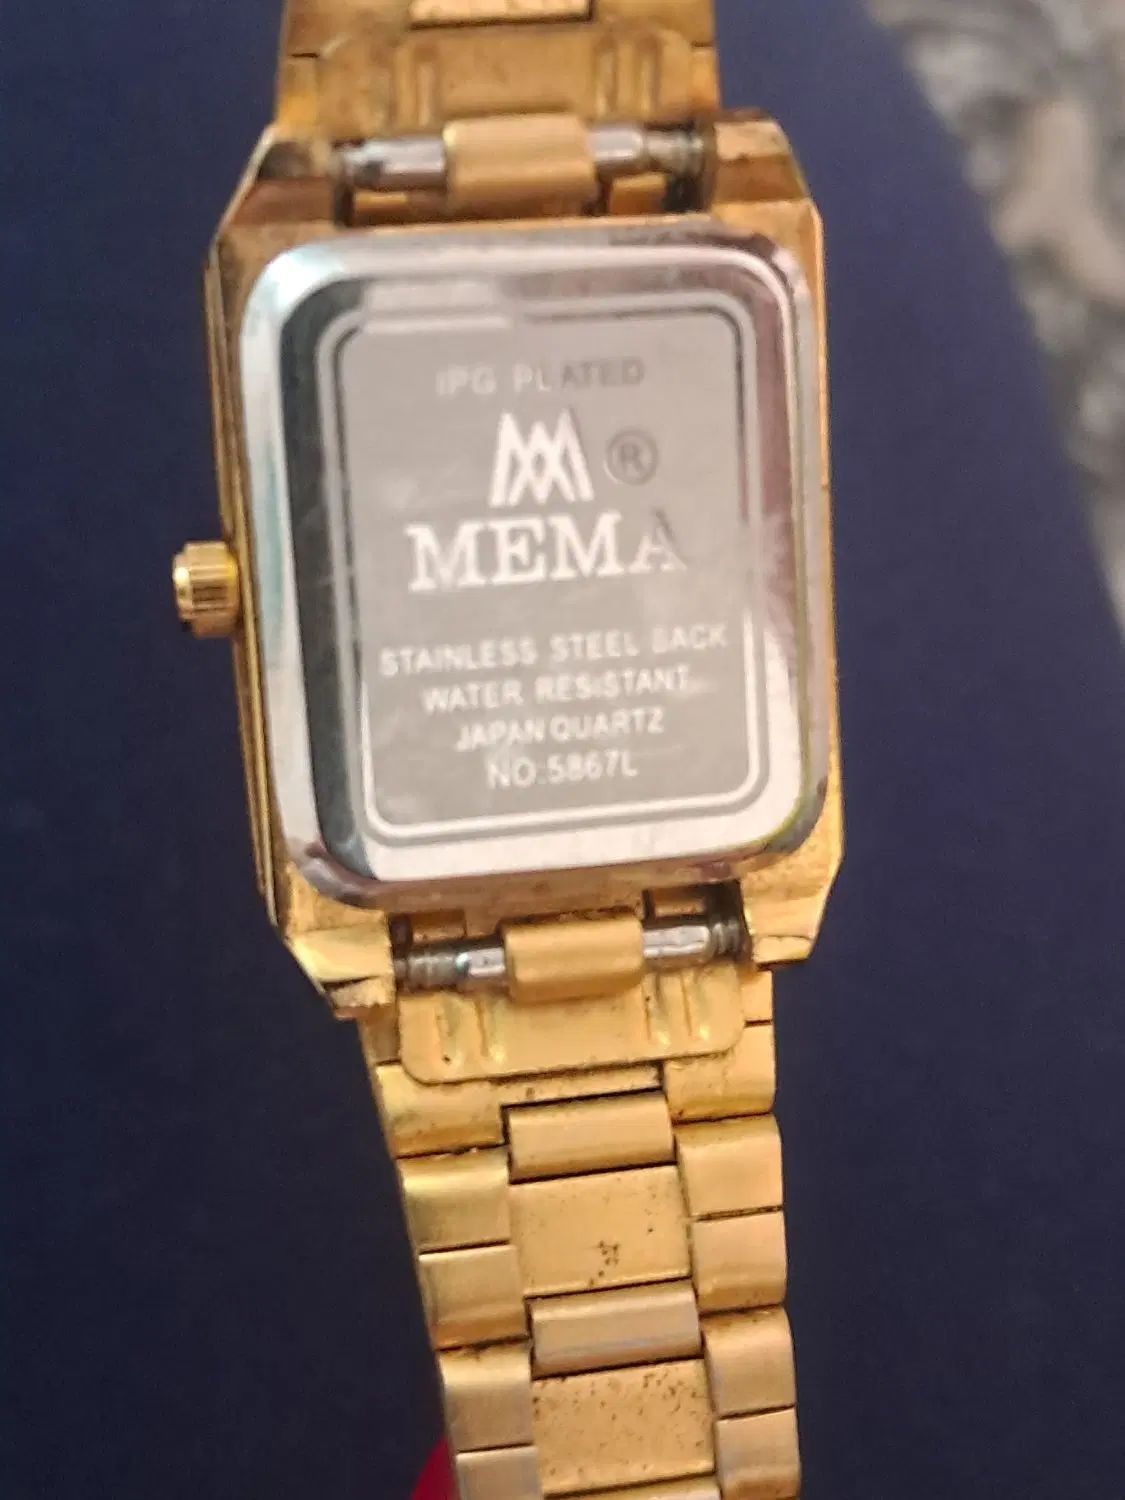 IPG PLATED
®
MEMA
STAINLESS STEEL BACK
WATER RESISTANT
JAPAN QUARTZ
NO:5867L